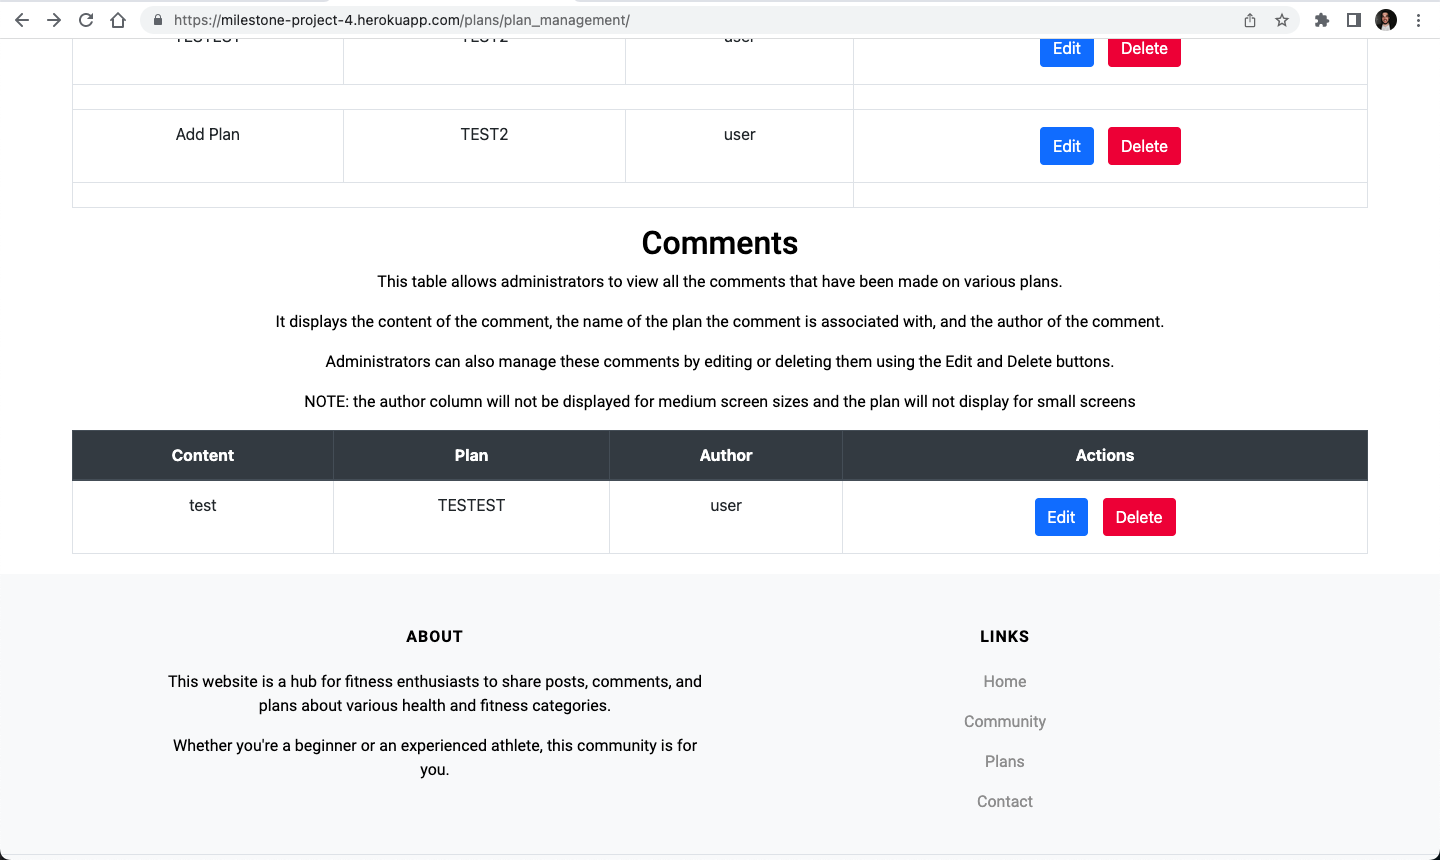 https://milestone-project-4.herokuapp.com/plans/plan_management/
TESTEST TEST2 user Edit Delete
Add Plan TEST2 user Edit Delete
Comments
This table allows administrators to view all the comments that have been made on various plans.
It displays the content of the comment, the name of the plan the comment is associated with, and the author of the comment.
Administrators can also manage these comments by editing or deleting them using the Edit and Delete buttons.
NOTE: the author column will not be displayed for medium screen sizes and the plan will not display for small screens
Content Plan Author Actions
test TESTEST user Edit Delete
ABOUT
This website is a hub for fitness enthusiasts to share posts, comments, and
plans about various health and fitness categories.
Whether you're a beginner or an experienced athlete, this community is for
you.
LINKS
Home
Community
Plans
Contact